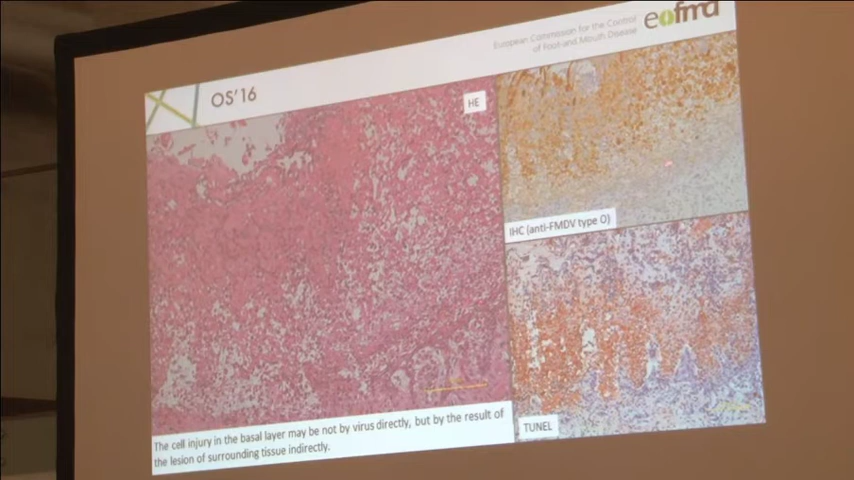 European Commission for the Control
of Foot-and-Mouth Disease
eofmd
OS'16
HE
IHC (anti-FMDV type O)
TUNEL
The cell injury in the basal layer may be not by virus directly, but by the result of
the lesion of surrounding tissue indirectly.